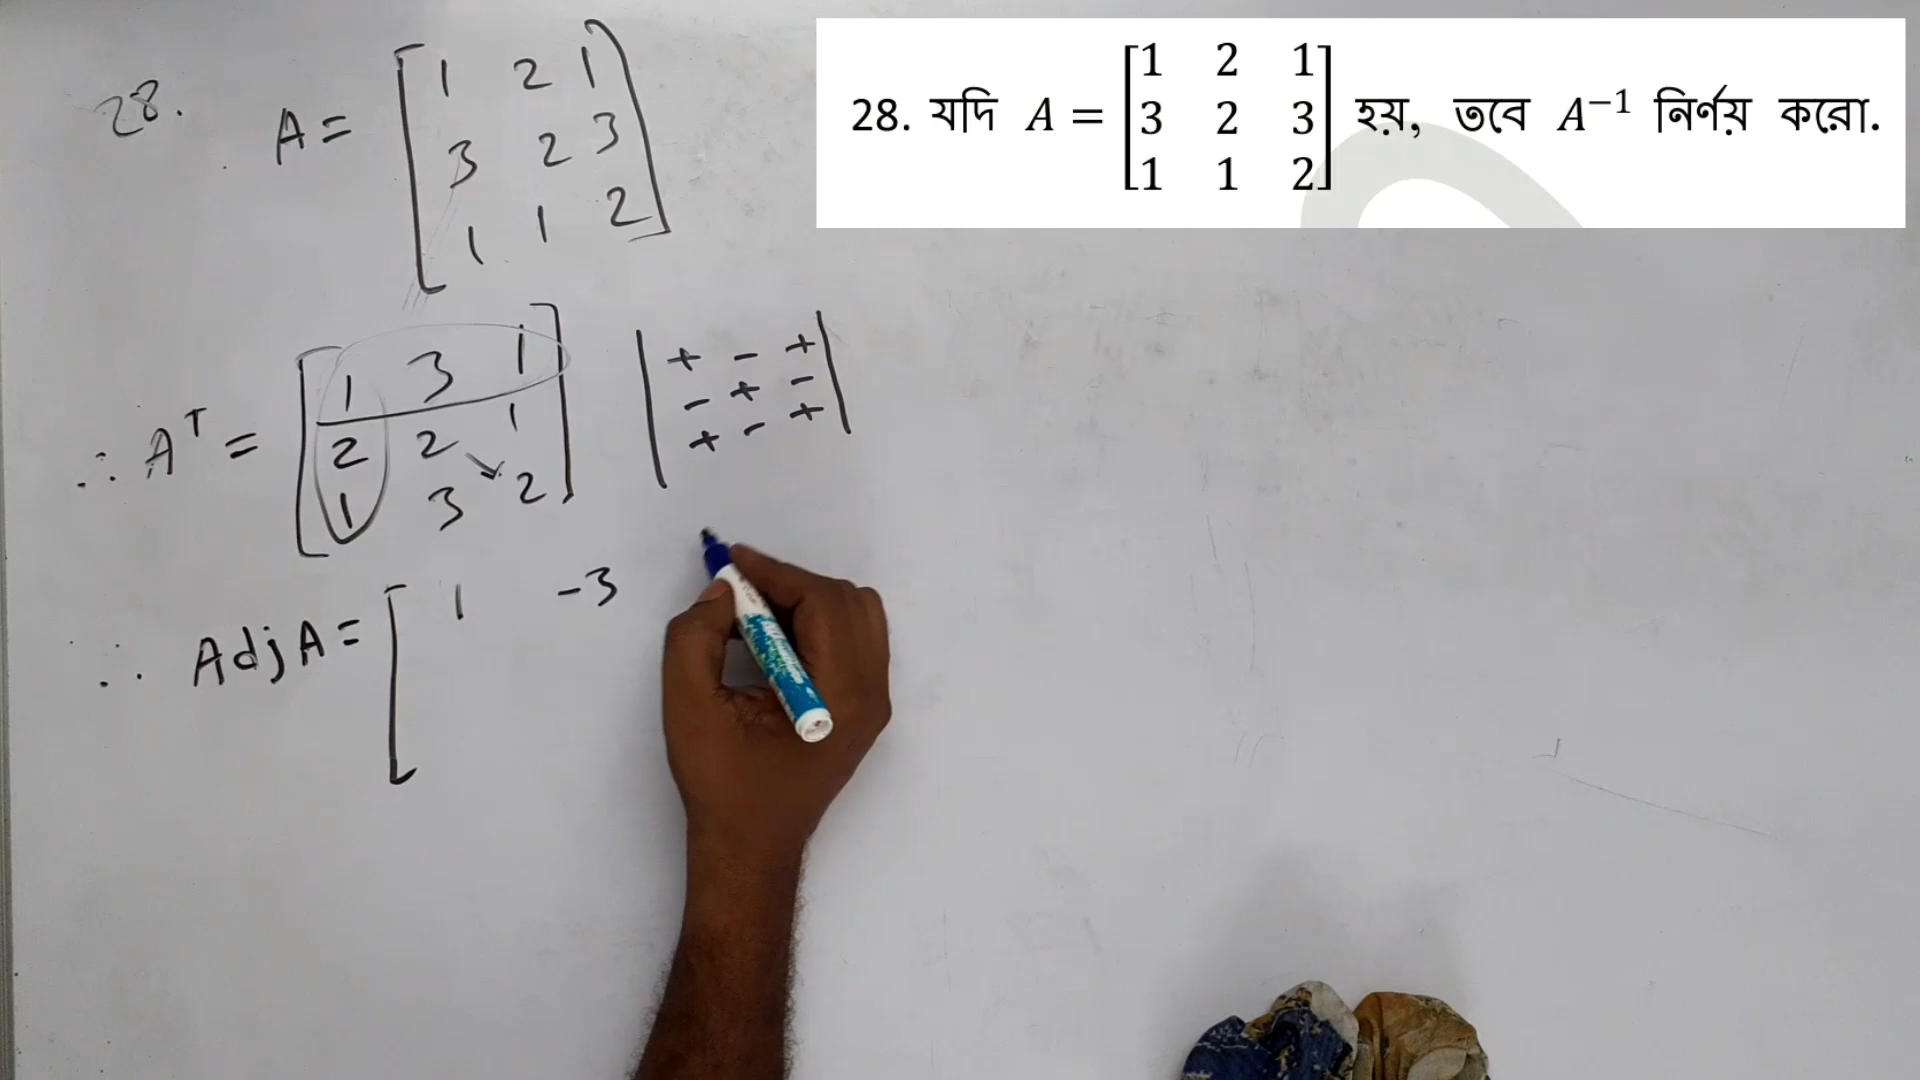 28. যদি A = [1 2 1
3 2 3
1 1 2] হয়, তবে A⁻¹ নির্ণয় করো.
28. A = [1 2 1
3 2 3
1 1 2]
∴ Aᵀ = [1 3 1
2 2 1
1 3 2]
|+ - +
- + -
+ - +|
∴ AdjA = [1 -3